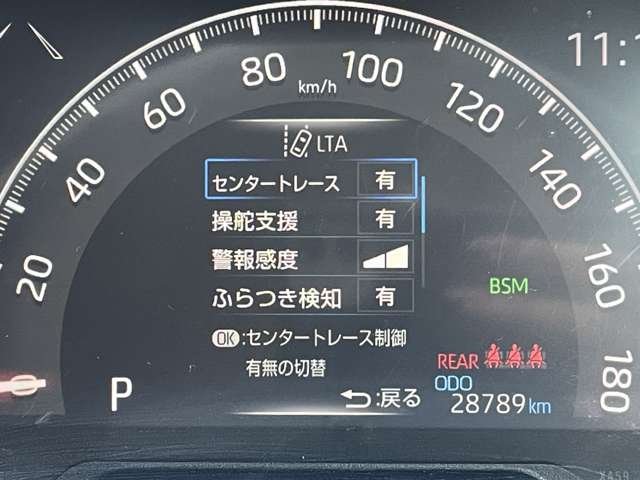 11:1
20
40
60
80
100
120
140
160
180
0
km/h
LTA
センタートレース 有
操舵支援 有
警報感度
ふらつき検知 有
OK:センタートレース制御
有無の切替
:戻る
BSM
REAR
ODO
28789 km
P